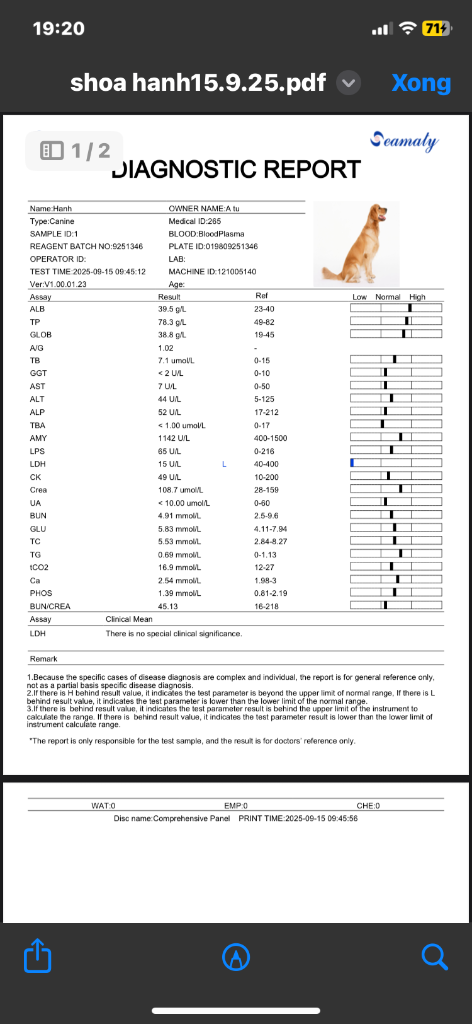 19:20
71
shoa hanh15.9.25.pdf
Xong
1/2
Seamaty
DIAGNOSTIC REPORT
Name:Hanh OWNER NAME:A tu
Type:Canine Medical ID:265
SAMPLE ID:1 BLOOD:BloodPlasma
REAGENT BATCH NO:9251346 PLATE ID:019809251346
OPERATOR ID: LAB:
TEST TIME:2025-09-15 09:45:12 MACHINE ID:121005140
Ver:V1.00.01.23 Age:
Assay Result Ref Low Normal High
ALB 39.5 g/L 23-40
TP 78.3 g/L 49-82
GLOB 38.8 g/L 19-45
A/G 1.02 -
TB 7.1 umol/L 0-15
GGT < 2 U/L 0-10
AST 7 U/L 0-50
ALT 44 U/L 5-125
ALP 52 U/L 17-212
TBA < 1.00 umol/L 0-17
AMY 1142 U/L 400-1500
LPS 65 U/L 0-216
LDH 15 U/L L 40-400
CK 49 U/L 10-200
Crea 108.7 umol/L 28-159
UA < 10.00 umol/L 0-60
BUN 4.91 mmol/L 2.5-9.6
GLU 5.83 mmol/L 4.11-7.94
TC 5.53 mmol/L 2.84-8.27
TG 0.69 mmol/L 0-1.13
tCO2 16.9 mmol/L 12-27
Ca 2.54 mmol/L 1.98-3
PHOS 1.39 mmol/L 0.81-2.19
BUN/CREA 45.13 16-218
Assay Clinical Mean
LDH There is no special clinical significance.
Remark
1.Because the specific cases of disease diagnosis are complex and individual, the report is for general reference only,
not as a partial basis specific disease diagnosis.
2.If there is H behind result value, it indicates the test parameter is beyond the upper limit of normal range, If there is L
behind result value, it indicates the test parameter is lower than the lower limit of the normal range.
3.If there is behind result value, it indicates the test parameter result is behind the upper limit of the instrument to
calculate the range. If there is behind result value, it indicates the test parameter result is lower than the lower limit of
instrument calculate range.
*The report is only responsible for the test sample, and the result is for doctors' reference only.
WAT:0 EMP:0 CHE:0
Disc name:Comprehensive Panel PRINT TIME:2025-09-15 09:45:56